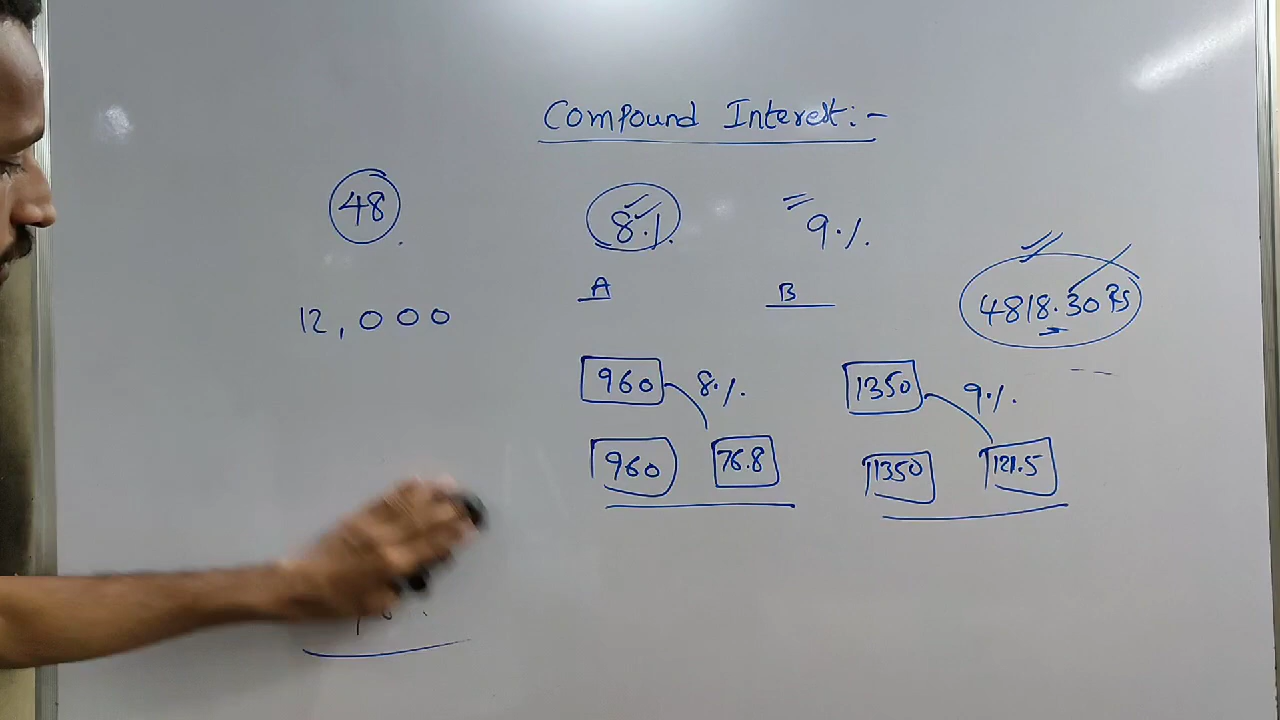 Compound Interest:-
48 8% 9%
A B
12,000 4818.30 Rs
960 8% 1350 9%
960 76.8 1350 121.5